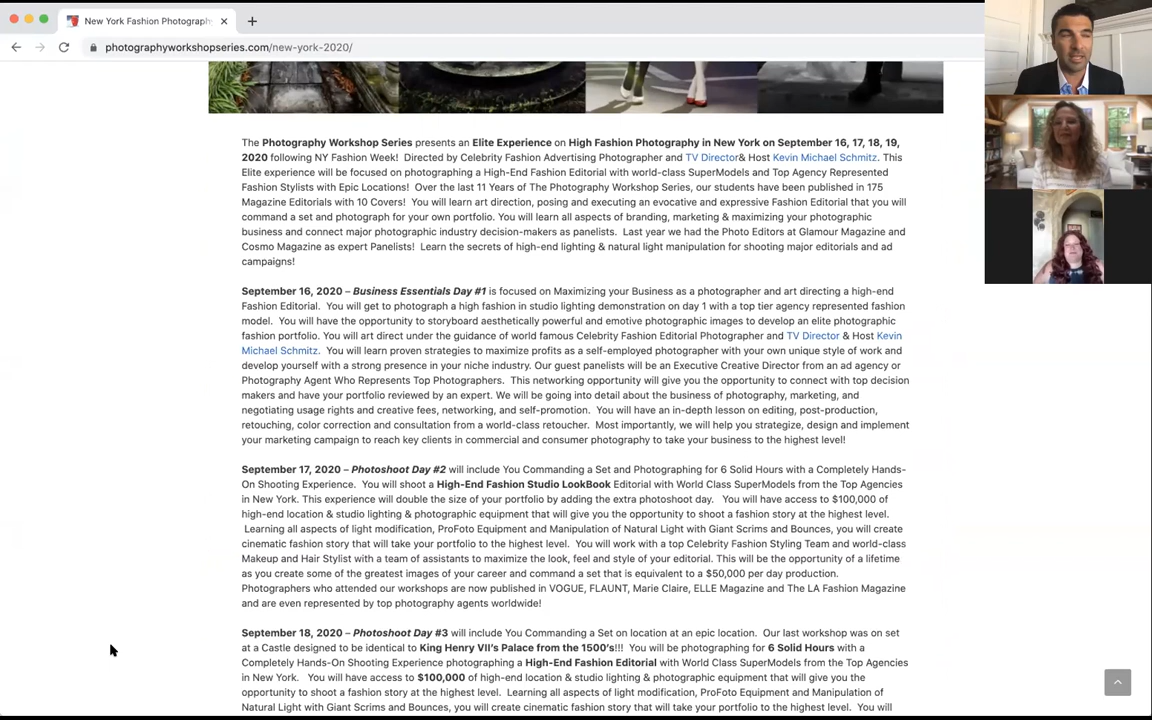 New York Fashion Photograph
photographyworkshopseries.com/new-york-2020/
The Photography Workshop Series presents an Elite Experience on High Fashion Photography in New York on September 16, 17, 18, 19,
2020 following NY Fashion Week!  Directed by Celebrity Fashion Advertising Photographer and TV Director& Host Kevin Michael Schmitz. This
Elite experience will be focused on photographing a High-End Fashion Editorial with world-class SuperModels and Top Agency Represented
Fashion Stylists with Epic Locations!  Over the last 11 Years of The Photography Workshop Series, our students have been published in 175
Magazine Editorials with 10 Covers!  You will learn art direction, posing and executing an evocative and expressive Fashion Editorial that you will
command a set and photograph for your own portfolio. You will learn all aspects of branding, marketing & maximizing your photographic
business and connect major photographic industry decision-makers as panelists.  Last year we had the Photo Editors at Glamour Magazine and
Cosmo Magazine as expert Panelists!  Learn the secrets of high-end lighting & natural light manipulation for shooting major editorials and ad
campaigns!
September 16, 2020 – Business Essentials Day #1 is focused on Maximizing your Business as a photographer and art directing a high-end
Fashion Editorial.  You will get to photograph a high fashion in studio lighting demonstration on day 1 with a top tier agency represented fashion
model.  You will have the opportunity to storyboard aesthetically powerful and emotive photographic images to develop an elite photographic
fashion portfolio. You will art direct under the guidance of world famous Celebrity Fashion Editorial Photographer and TV Director & Host Kevin
Michael Schmitz.  You will learn proven strategies to maximize profits as a self-employed photographer with your own unique style of work and
develop yourself with a strong presence in your niche industry. Our guest panelists will be an Executive Creative Director from an ad agency or
Photography Agent Who Represents Top Photographers.  This networking opportunity will give you the opportunity to connect with top decision
makers and have your portfolio reviewed by an expert. We will be going into detail about the business of photography, marketing, and
negotiating usage rights and creative fees, networking, and self-promotion.  You will have an in-depth lesson on editing, post-production,
retouching, color correction and consultation from a world-class retoucher.  Most importantly, we will help you strategize, design and implement
your marketing campaign to reach key clients in commercial and consumer photography to take your business to the highest level!
September 17, 2020 – Photoshoot Day #2 will include You Commanding a Set and Photographing for 6 Solid Hours with a Completely Hands-
On Shooting Experience.  You will shoot a High-End Fashion Studio LookBook Editorial with World Class SuperModels from the Top Agencies
in New York. This experience will double the size of your portfolio by adding the extra photoshoot day.   You will have access to $100,000 of
high-end location & studio lighting & photographic equipment that will give you the opportunity to shoot a fashion story at the highest level.
Learning all aspects of light modification, ProFoto Equipment and Manipulation of Natural Light with Giant Scrims and Bounces, you will create
cinematic fashion story that will take your portfolio to the highest level.  You will work with a top Celebrity Fashion Styling Team and world-class
Makeup and Hair Stylist with a team of assistants to maximize the look, feel and style of your editorial. This will be the opportunity of a lifetime
as you create some of the greatest images of your career and command a set that is equivalent to a $50,000 per day production.
Photographers who attended our workshops are now published in VOGUE, FLAUNT, Marie Claire, ELLE Magazine and The LA Fashion Magazine
and are even represented by top photography agents worldwide!
September 18, 2020 – Photoshoot Day #3 will include You Commanding a Set on location at an epic location.  Our last workshop was on set
at a Castle designed to be identical to King Henry VII's Palace from the 1500's!!!  You will be photographing for 6 Solid Hours with a
Completely Hands-On Shooting Experience photographing a High-End Fashion Editorial with World Class SuperModels from the Top Agencies
in New York.   You will have access to $100,000 of high-end location & studio lighting & photographic equipment that will give you the
opportunity to shoot a fashion story at the highest level.  Learning all aspects of light modification, ProFoto Equipment and Manipulation of
Natural Light with Giant Scrims and Bounces, you will create cinematic fashion story that will take your portfolio to the highest level.  You will